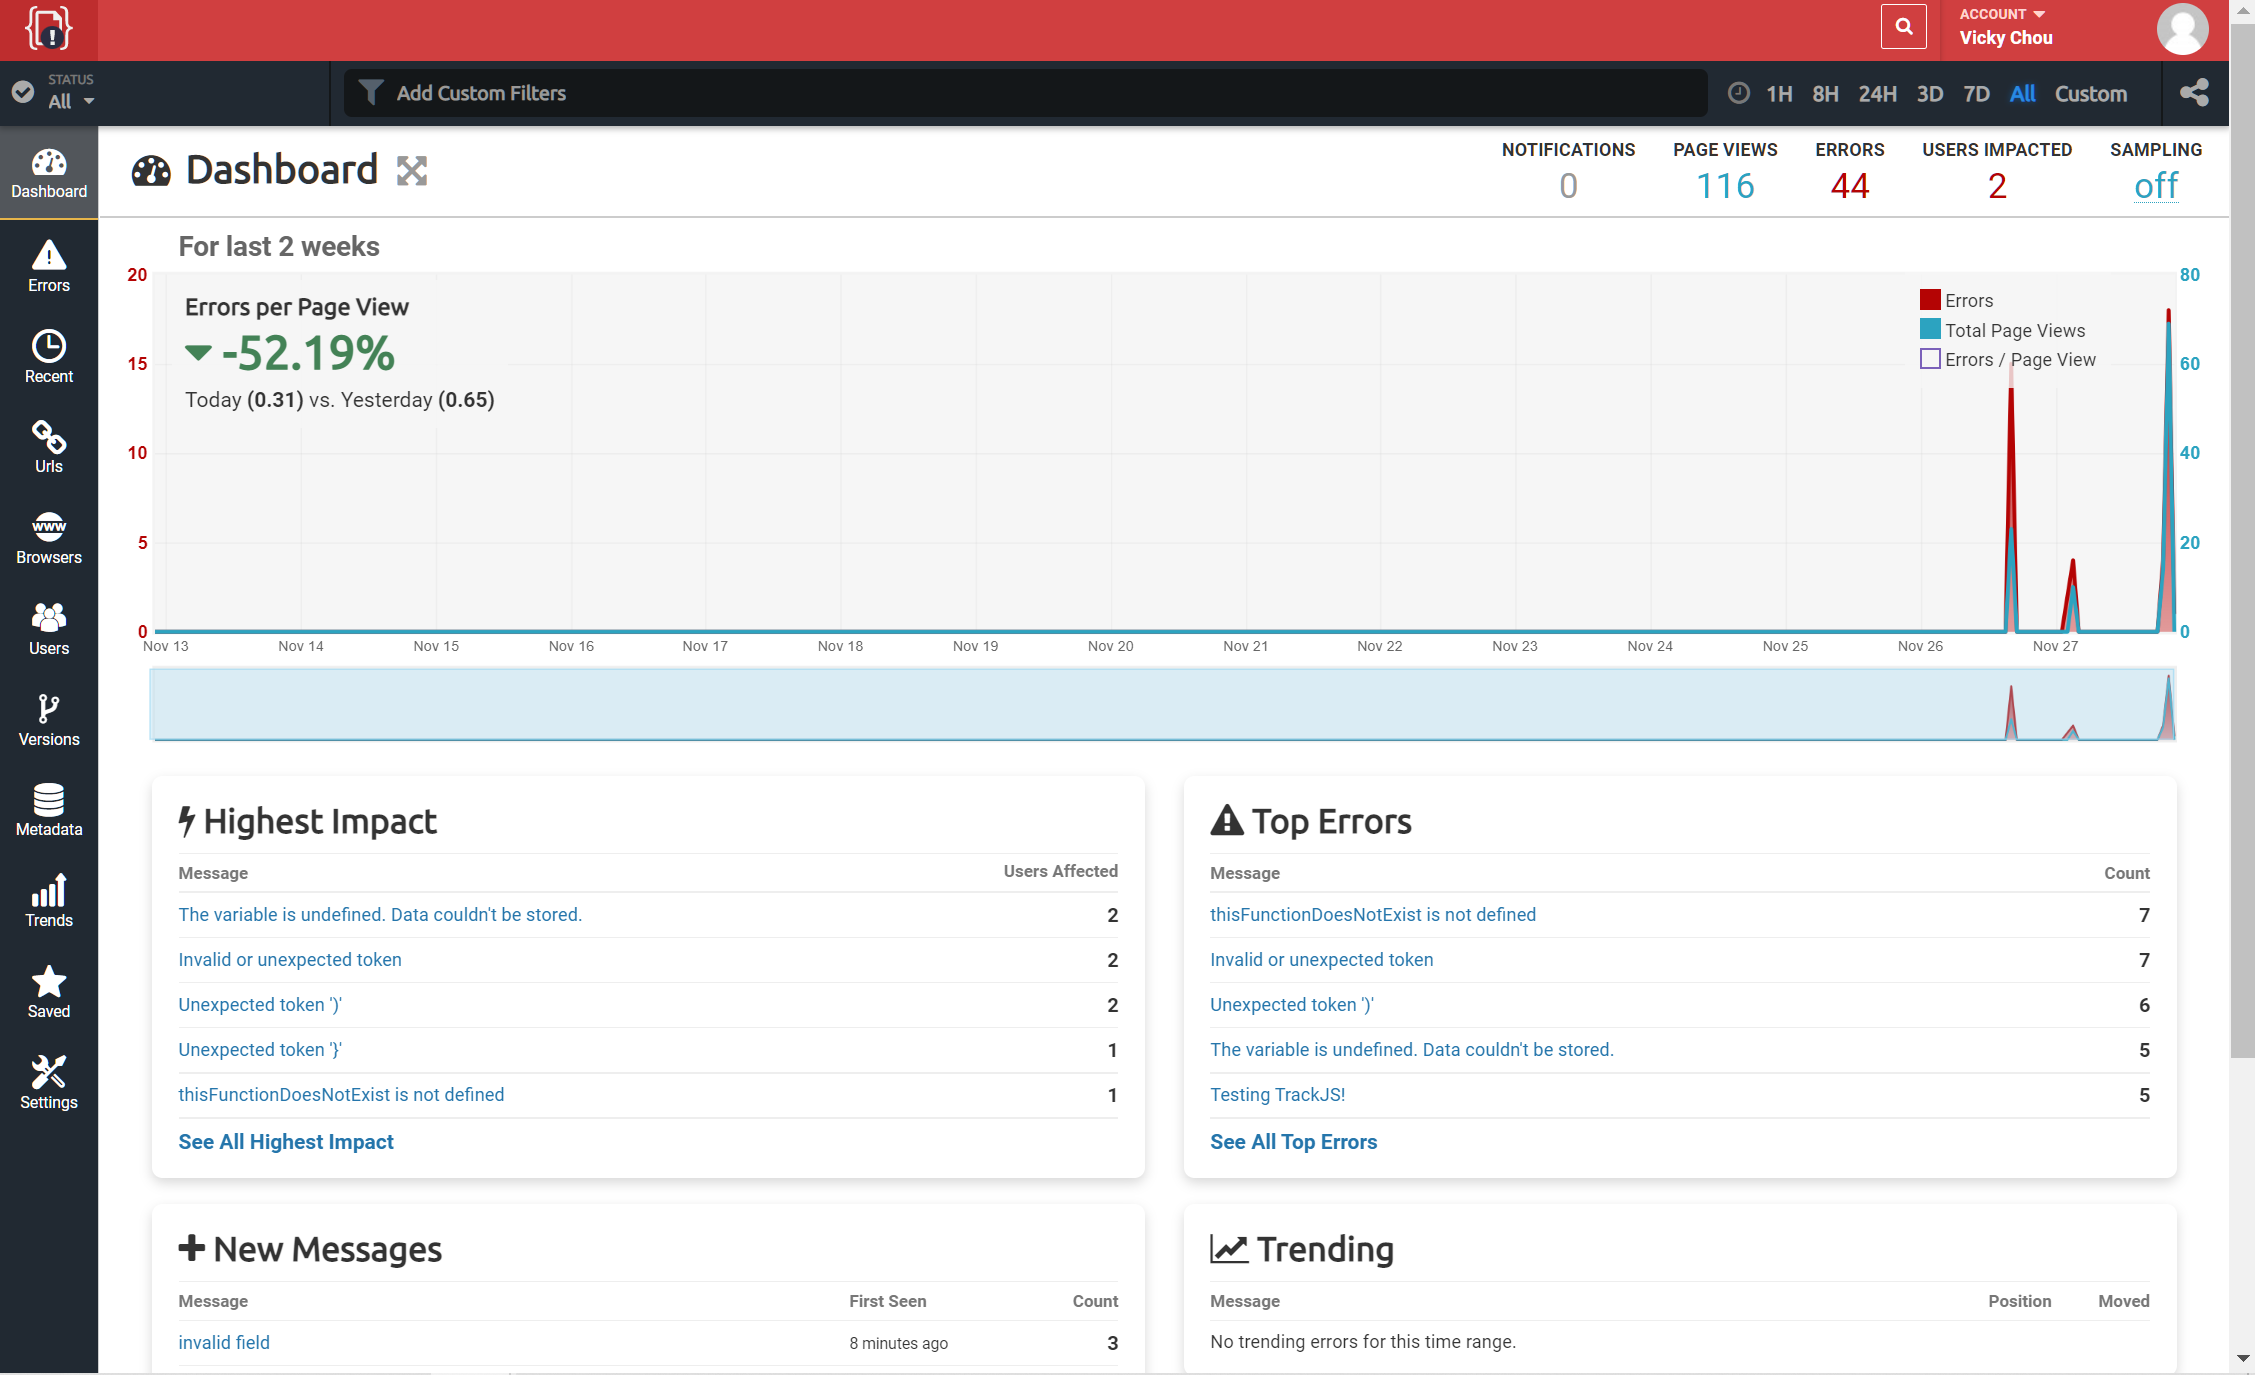 ACCOUNT
Vicky Chou
STATUS
All
Add Custom Filters
1H 8H 24H 3D 7D All Custom
Dashboard
Errors
Recent
Urls
WWW
Browsers
Users
Versions
Metadata
Trends
Saved
Settings
Dashboard
NOTIFICATIONS PAGE VIEWS ERRORS USERS IMPACTED SAMPLING
0 116 44 2 off
For last 2 weeks
Errors per Page View
-52.19%
Today (0.31) vs. Yesterday (0.65)
Errors
Total Page Views
Errors / Page View
20
15
10
5
0
80
60
40
20
0
Nov 13 Nov 14 Nov 15 Nov 16 Nov 17 Nov 18 Nov 19 Nov 20 Nov 21 Nov 22 Nov 23 Nov 24 Nov 25 Nov 26 Nov 27
Highest Impact
Message Users Affected
The variable is undefined. Data couldn't be stored. 2
Invalid or unexpected token 2
Unexpected token ')' 2
Unexpected token '}' 1
thisFunctionDoesNotExist is not defined 1
See All Highest Impact
Top Errors
Message Count
thisFunctionDoesNotExist is not defined 7
Invalid or unexpected token 7
Unexpected token ')' 6
The variable is undefined. Data couldn't be stored. 5
Testing TrackJS! 5
See All Top Errors
New Messages
Message First Seen Count
invalid field 8 minutes ago 3
Trending
Message Position Moved
No trending errors for this time range.